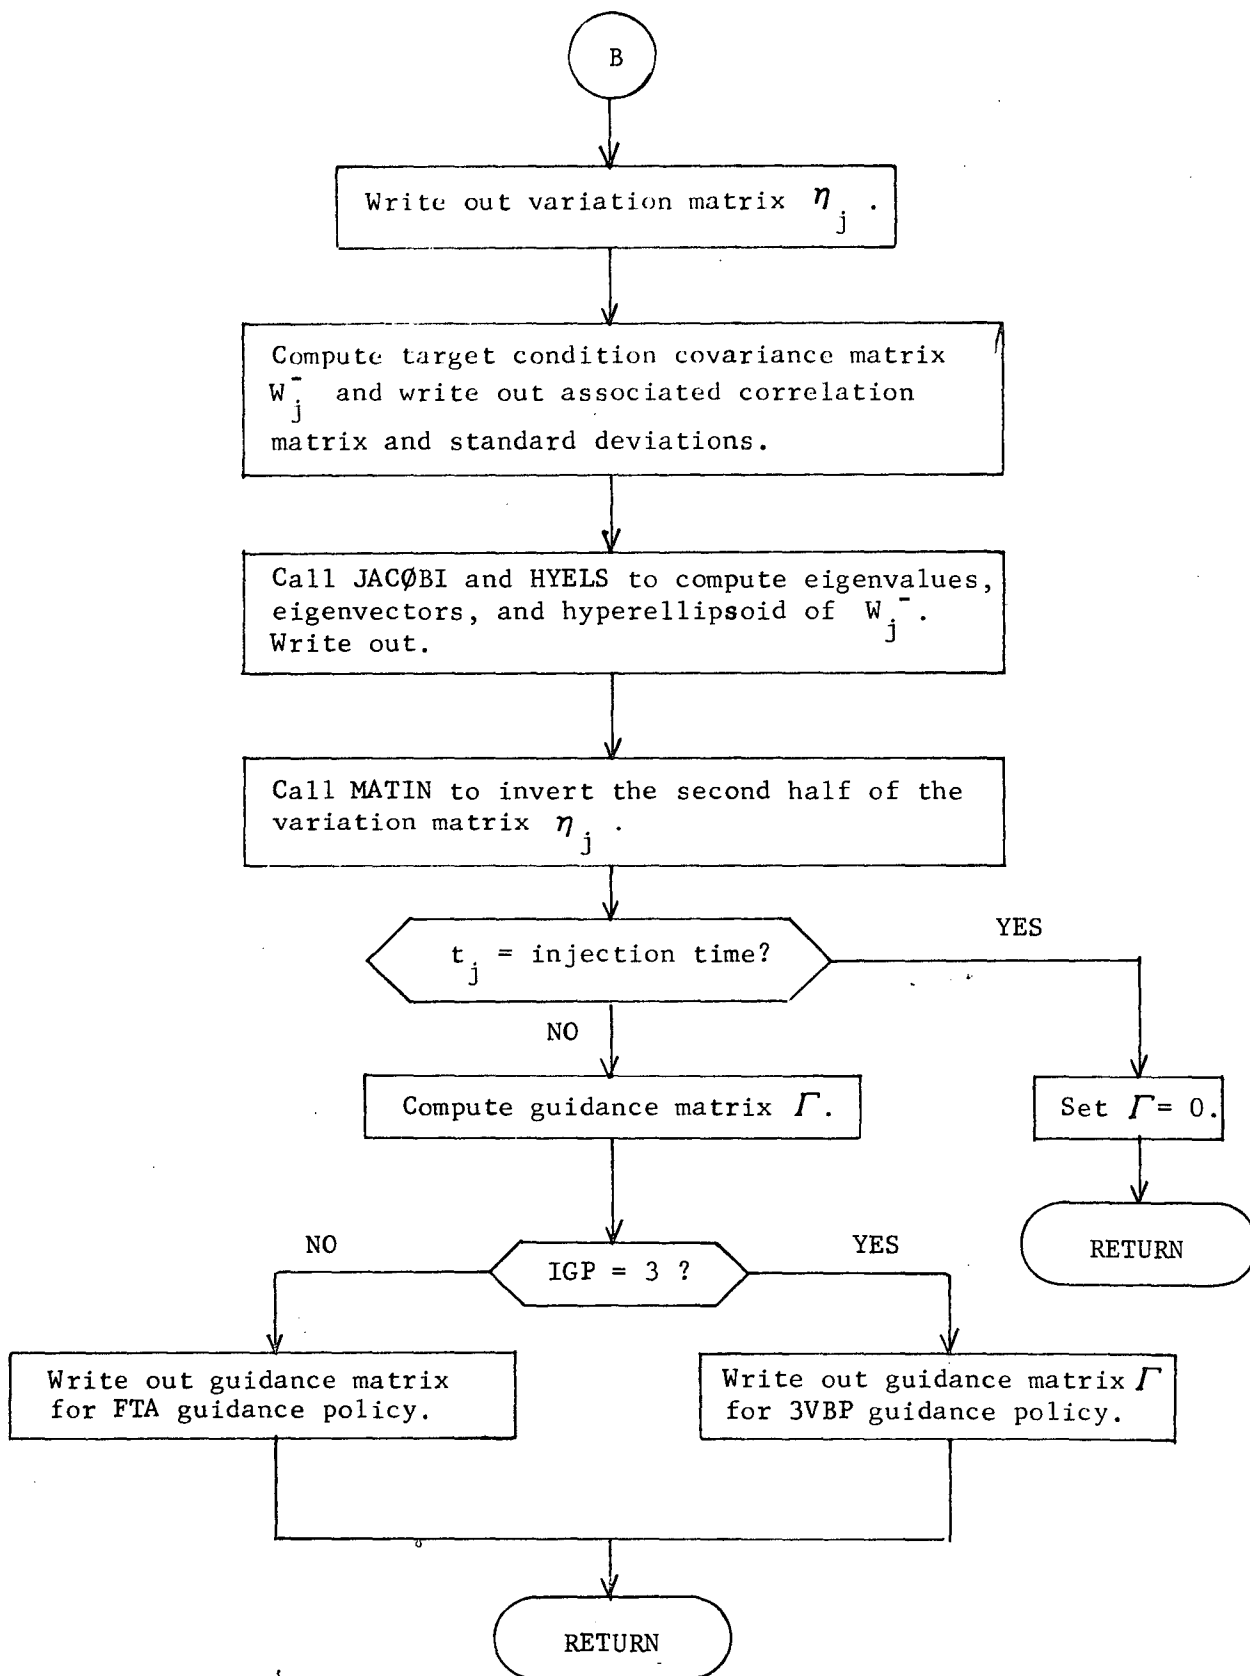 B
Write out variation matrix η_j .
Compute target condition covariance matrix
W_j^- and write out associated correlation
matrix and standard deviations.
Call JACØBI and HYELS to compute eigenvalues,
eigenvectors, and hyperellipsoid of W_j^-.
Write out.
Call MATIN to invert the second half of the
variation matrix η_j .
t_j = injection time?
YES
NO
Compute guidance matrix Γ.
Set Γ = 0.
RETURN
NO
YES
IGP = 3 ?
Write out guidance matrix
for FTA guidance policy.
Write out guidance matrix Γ
for 3VBP guidance policy.
RETURN